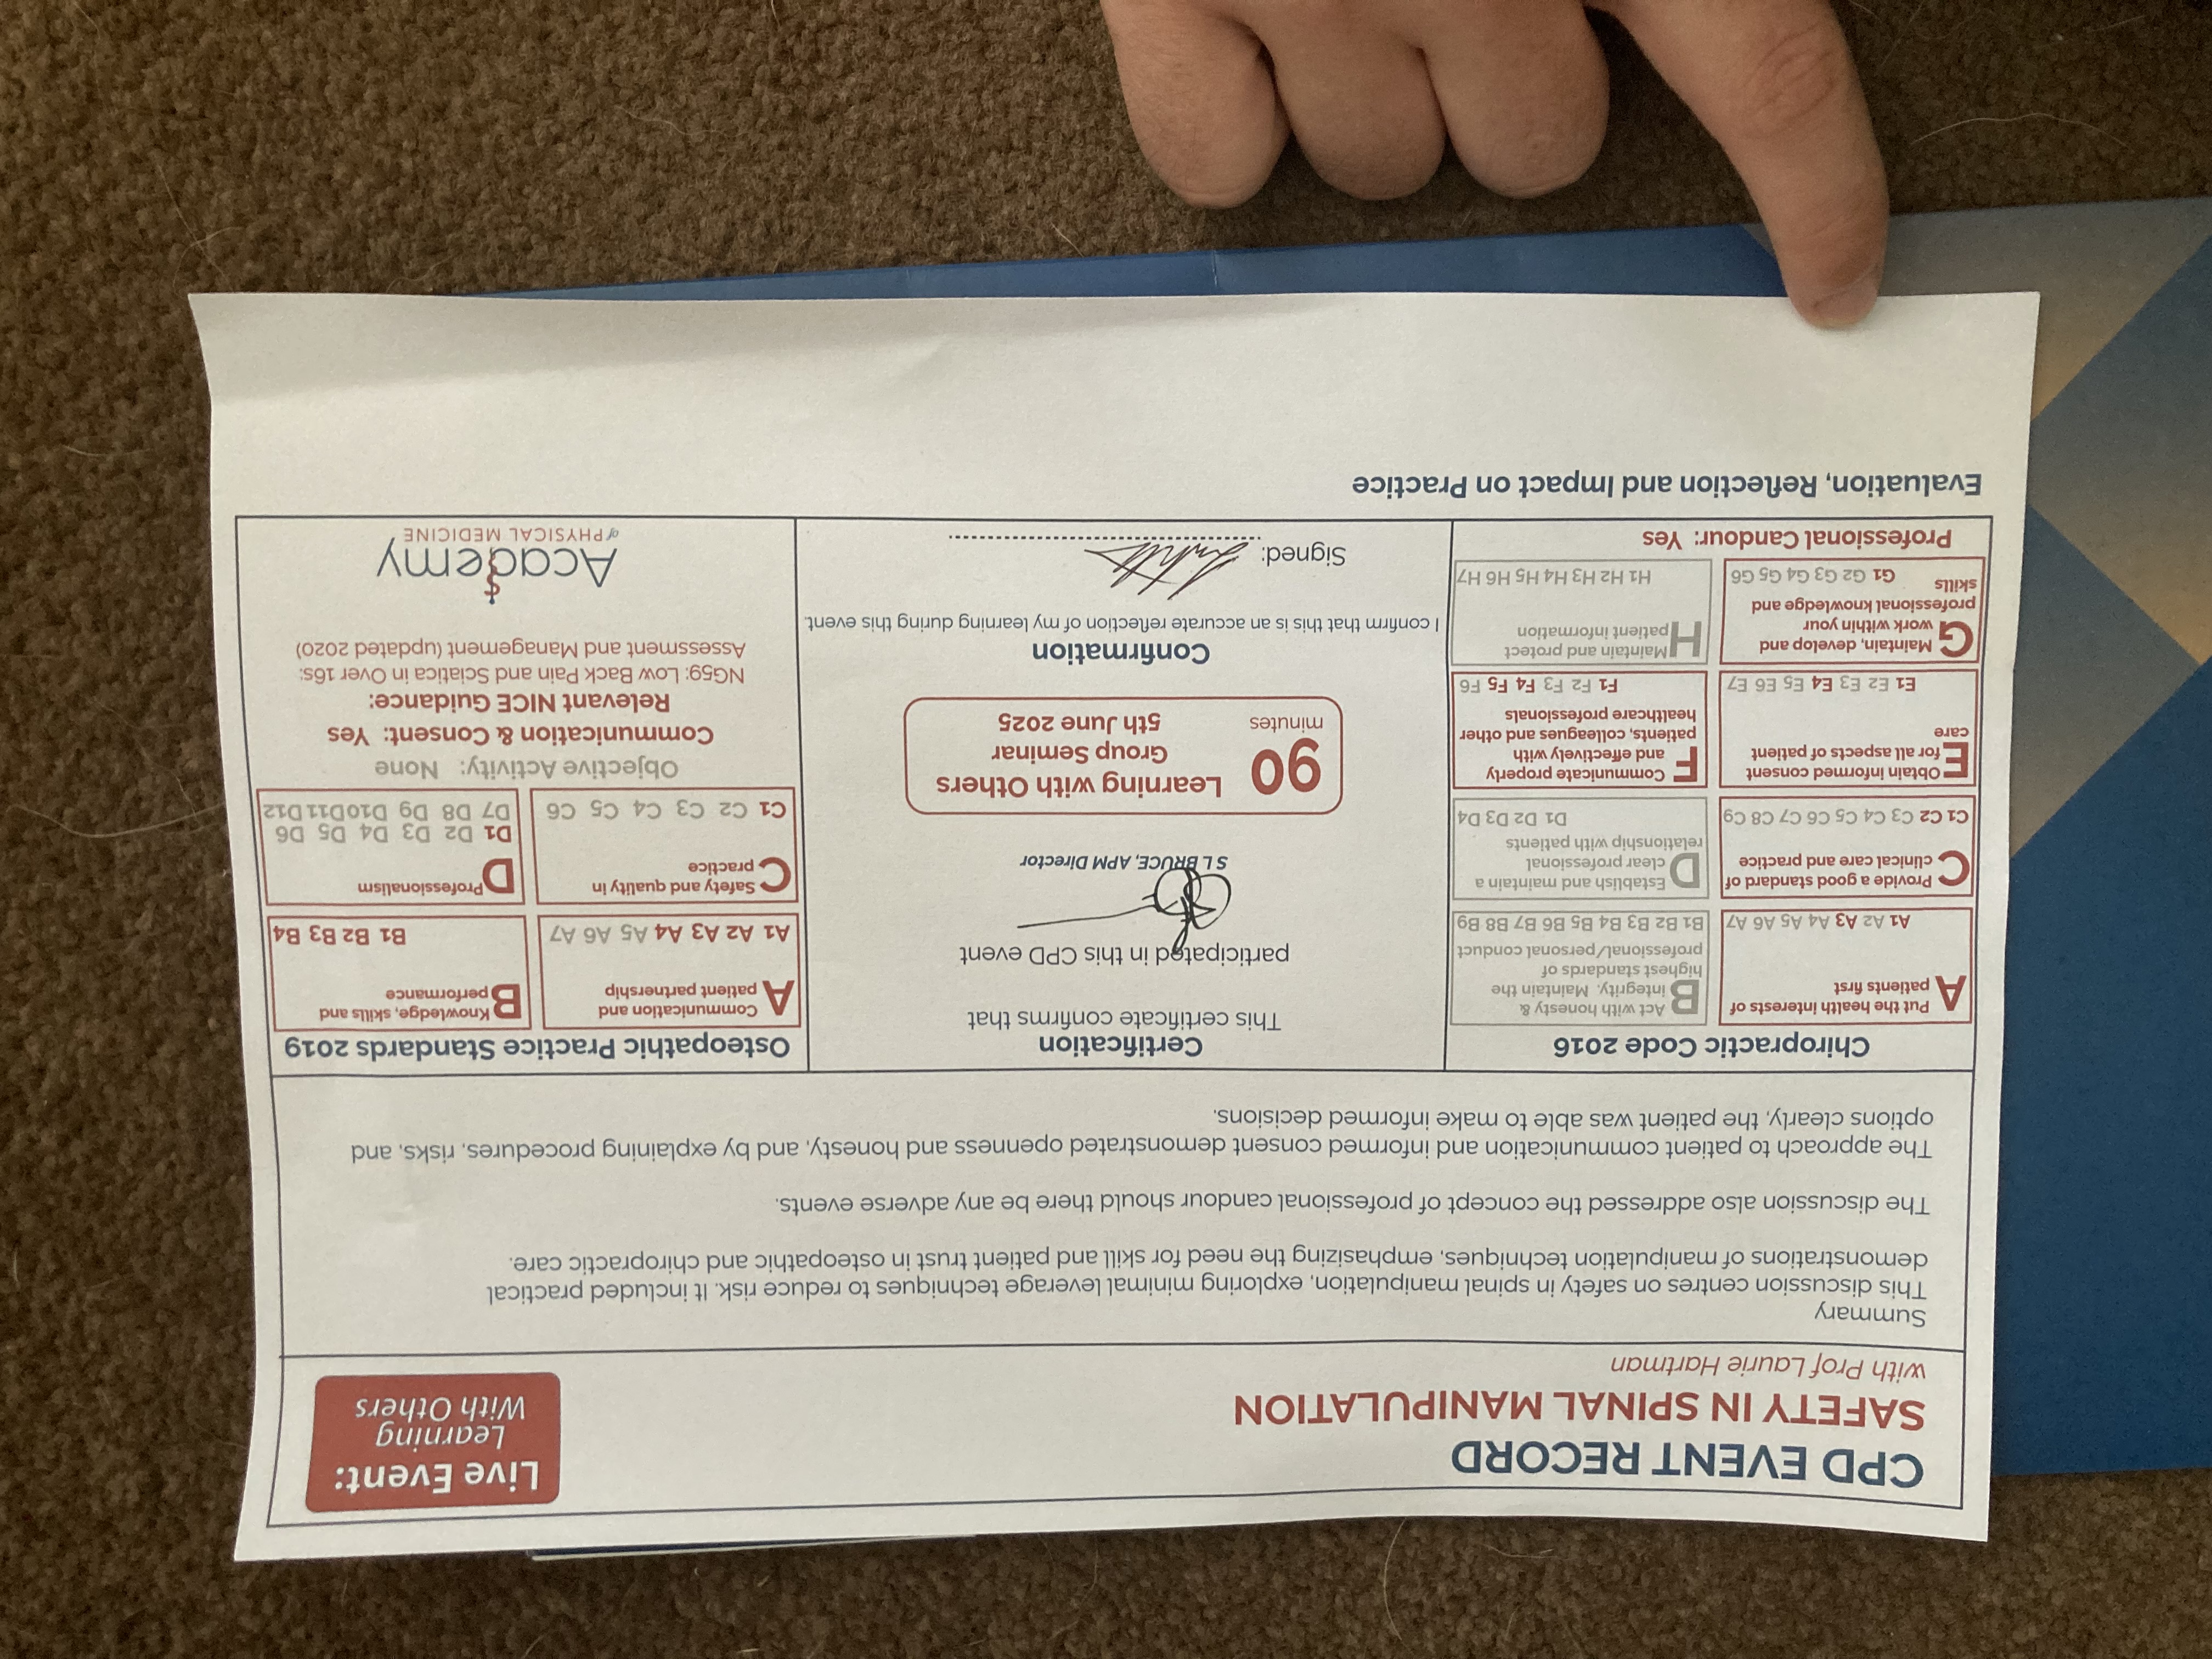 CPD EVENT RECORD
SAFETY IN SPINAL MANIPULATION
with Prof Laurie Hartman
Live Event:
Learning
With Others
Summary
This discussion centres on safety in spinal manipulation, exploring minimal leverage techniques to reduce risk. It included practical
demonstrations of manipulation techniques, emphasizing the need for skill and patient trust in osteopathic and chiropractic care.
The discussion also addressed the concept of professional candour should there be any adverse events.
The approach to patient communication and informed consent demonstrated openness and honesty, and by explaining procedures, risks, and
options clearly, the patient was able to make informed decisions.
Chiropractic Code 2016
A Put the health interests of
patients first
A1 A2 A3 A4 A5 A6 A7
B Act with honesty &
integrity. Maintain the
highest standards of
professional/personal conduct
B1 B2 B3 B4 B5 B6 B7 B8 B9
C Provide a good standard of
clinical care and practice
C1 C2 C3 C4 C5 C6 C7 C8 C9
D Establish and maintain a
clear professional
relationship with patients
D1 D2 D3 D4
E Obtain informed consent
for all aspects of patient
care
E1 E2 E3 E4 E5 E6 E7
F Communicate properly
and effectively with
patients, colleagues and other
healthcare professionals
F1 F2 F3 F4 F5 F6
G Maintain, develop and
work within your
professional knowledge and
skills
G1 G2 G3 G4 G5 G6
H Maintain and protect
patient information
H1 H2 H3 H4 H5 H6 H7
Professional Candour: Yes
Certification
This certificate confirms that
participated in this CPD event
S L BRUCE, APM Director
90
minutes
Learning with Others
Group Seminar
5th June 2025
Confirmation
I confirm that this is an accurate reflection of my learning during this event.
Signed:
Osteopathic Practice Standards 2019
A Communication and
patient partnership
A1 A2 A3 A4 A5 A6 A7
B Knowledge, skills and
performance
B1 B2 B3 B4
C Safety and quality in
practice
C1 C2 C3 C4 C5 C6
D Professionalism
D1 D2 D3 D4 D5 D6
D7 D8 D9 D10 D11 D12
Objective Activity: None
Communication & Consent: Yes
Relevant NICE Guidance:
NG59: Low Back Pain and Sciatica in Over 16s:
Assessment and Management (updated 2020)
Academy
of PHYSICAL MEDICINE
Evaluation, Reflection and Impact on Practice